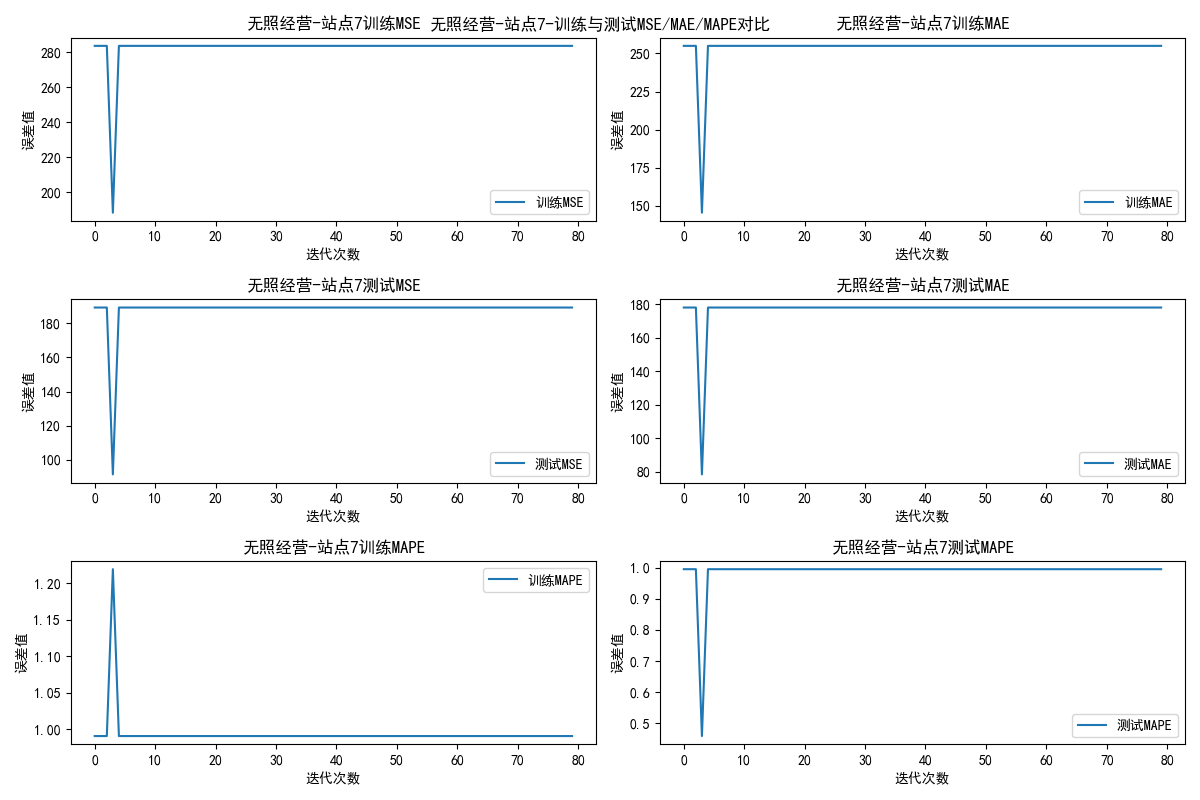 无照经营-站点7-训练与测试MSE/MAE/MAPE对比
无照经营-站点7训练MSE
误差值
280
260
240
220
200
训练MSE
0 10 20 30 40 50 60 70 80
迭代次数
无照经营-站点7训练MAE
误差值
250
225
200
175
150
训练MAE
0 10 20 30 40 50 60 70 80
迭代次数
无照经营-站点7测试MSE
误差值
180
160
140
120
100
测试MSE
0 10 20 30 40 50 60 70 80
迭代次数
无照经营-站点7测试MAE
误差值
180
160
140
120
100
80
测试MAE
0 10 20 30 40 50 60 70 80
迭代次数
无照经营-站点7训练MAPE
误差值
1.20
1.15
1.10
1.05
1.00
训练MAPE
0 10 20 30 40 50 60 70 80
迭代次数
无照经营-站点7测试MAPE
误差值
1.0
0.9
0.8
0.7
0.6
0.5
测试MAPE
0 10 20 30 40 50 60 70 80
迭代次数